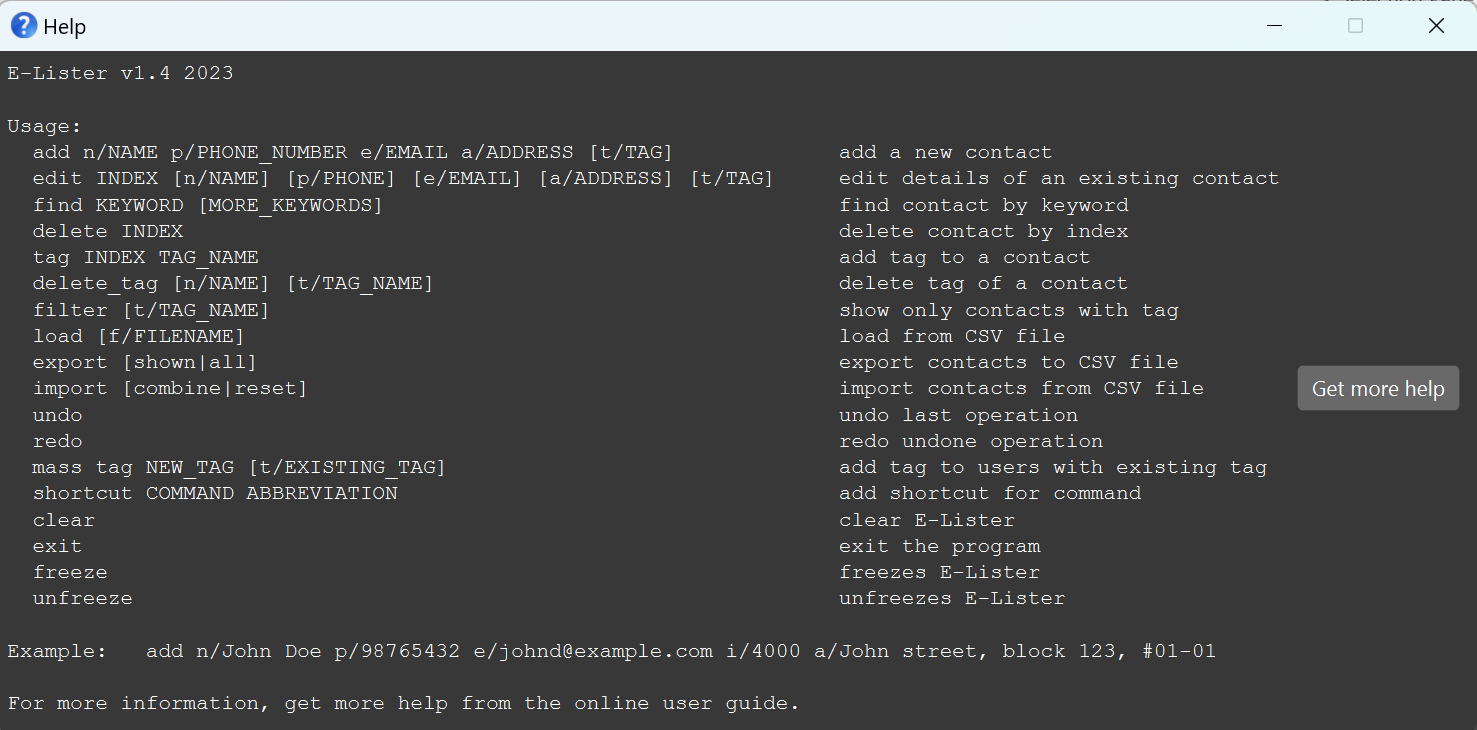 Help
E-Lister v1.4 2023
Usage:
add n/NAME p/PHONE_NUMBER e/EMAIL a/ADDRESS [t/TAG] add a new contact
edit INDEX [n/NAME] [p/PHONE] [e/EMAIL] [a/ADDRESS] [t/TAG] edit details of an existing contact
find KEYWORD [MORE_KEYWORDS] find contact by keyword
delete INDEX delete contact by index
tag INDEX TAG_NAME add tag to a contact
delete_tag [n/NAME] [t/TAG_NAME] delete tag of a contact
filter [t/TAG_NAME] show only contacts with tag
load [f/FILENAME] load from CSV file
export [shown|all] export contacts to CSV file
import [combine|reset] import contacts from CSV file
Get more help
undo undo last operation
redo redo undone operation
mass tag NEW_TAG [t/EXISTING_TAG] add tag to users with existing tag
shortcut COMMAND ABBREVIATION add shortcut for command
clear clear E-Lister
exit exit the program
freeze freezes E-Lister
unfreeze unfreezes E-Lister
Example: add n/John Doe p/98765432 e/johnd@example.com i/4000 a/John street, block 123, #01-01
For more information, get more help from the online user guide.